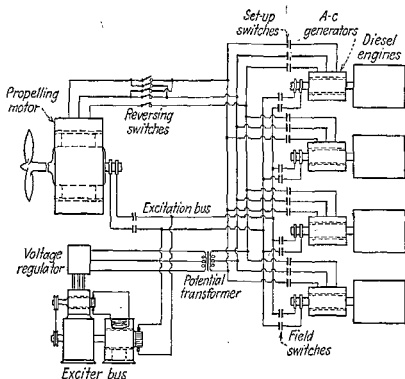 Set-up
switches
A-c
generators
Diesel
engines
Propelling
motor
Reversing
switches
Excitation bus
Voltage
regulator
Potential
transformer
Field
switches
Exciter bus